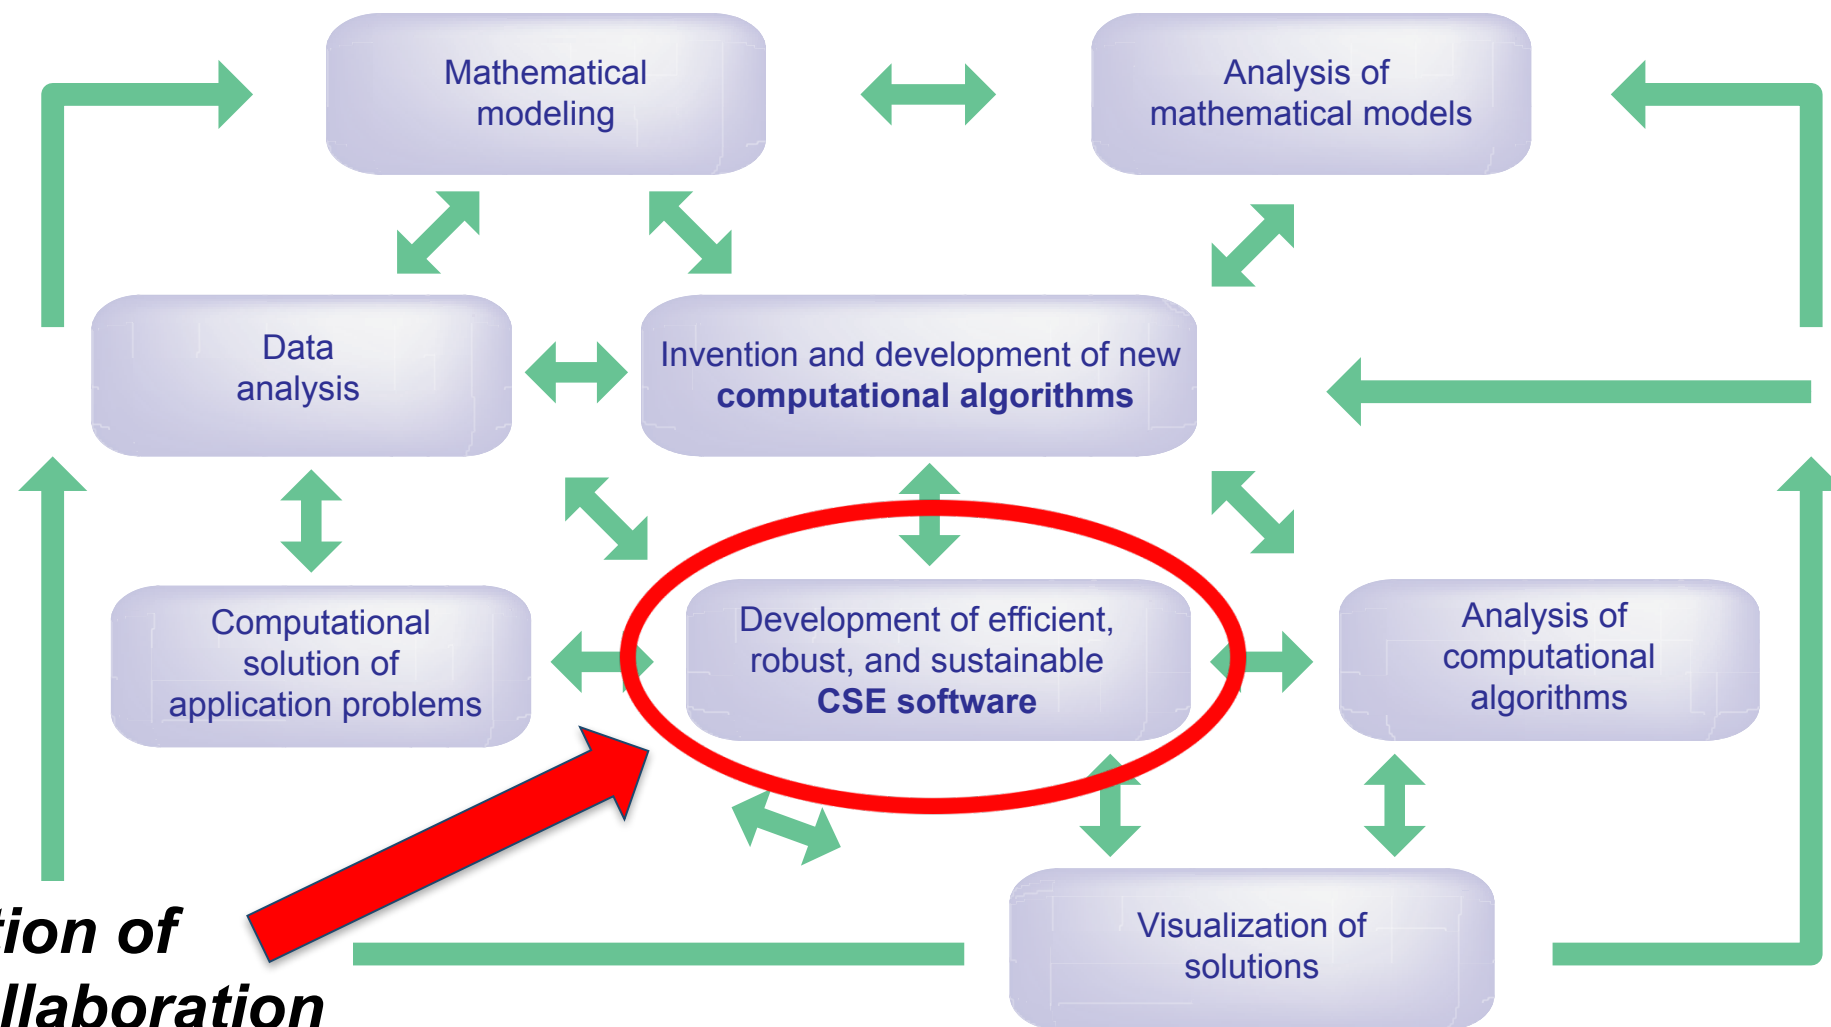 Mathematical
modeling
Analysis of
mathematical models
Data
analysis
Invention and development of new
computational algorithms
Computational
solution of
application problems
Development of efficient,
robust, and sustainable
CSE software
Analysis of
computational
algorithms
Visualization of
solutions
tion of
llaboration